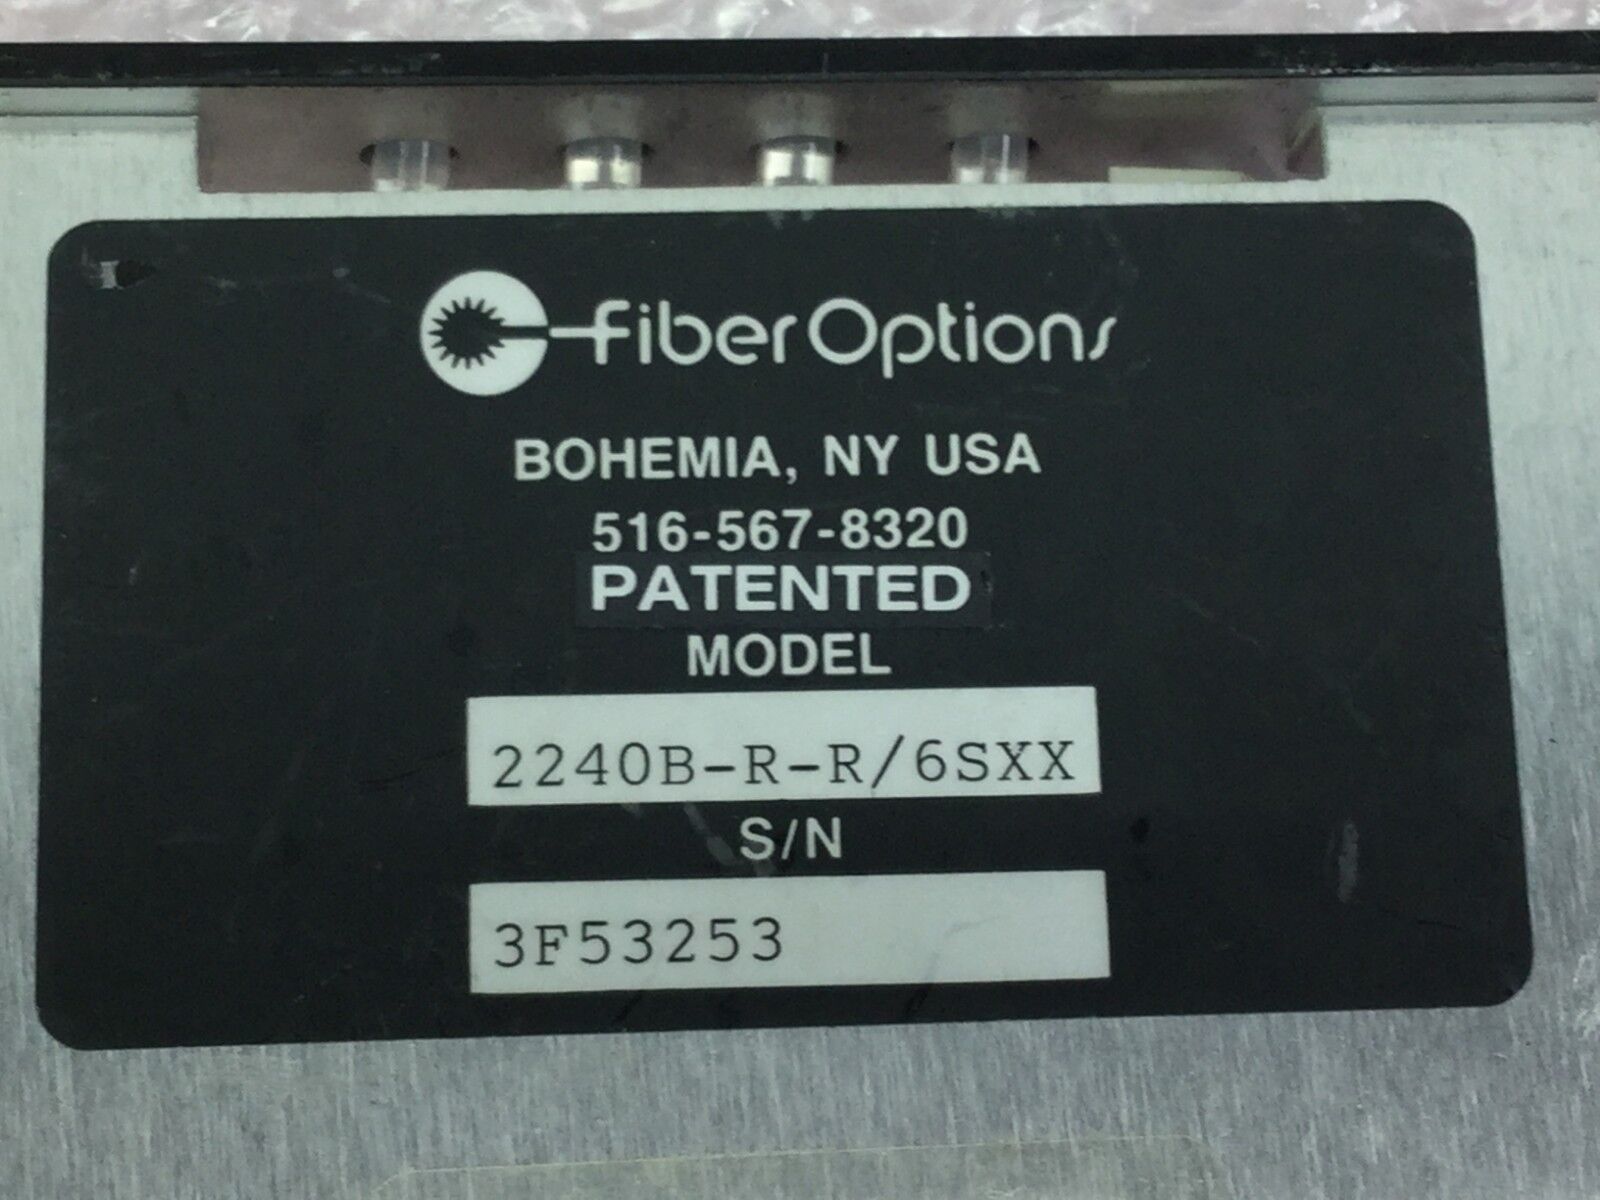 fiberOptions
BOHEMIA, NY USA
516-567-8320
PATENTED
MODEL
2240B-R-R/6SXX
S/N
3F53253